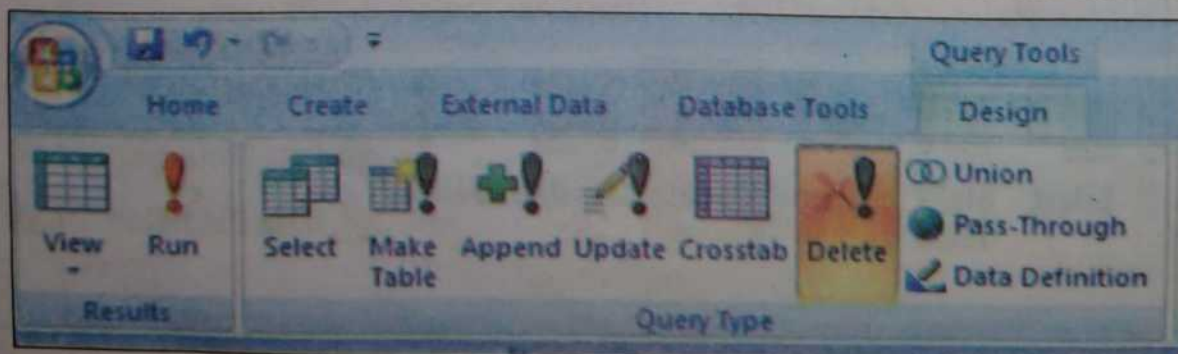 Query Tools
Home Create External Data Database Tools Design
View Run Select Make Table Append Update Crosstab Delete
Union
Pass-Through
Data Definition
Results Query Type